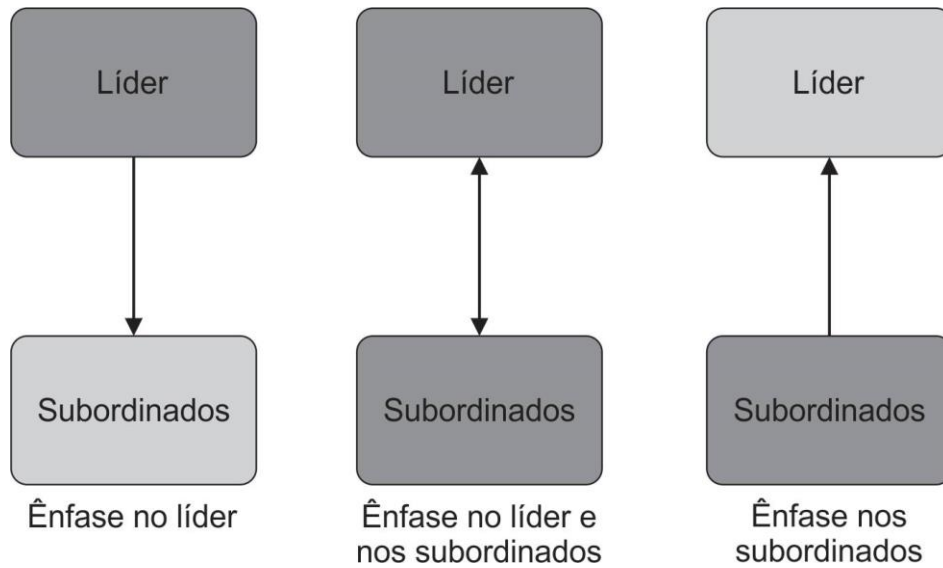 Líder
Líder
Líder
Subordinados
Subordinados
Subordinados
Ênfase no líder
Ênfase no líder e
nos subordinados
Ênfase nos
subordinados